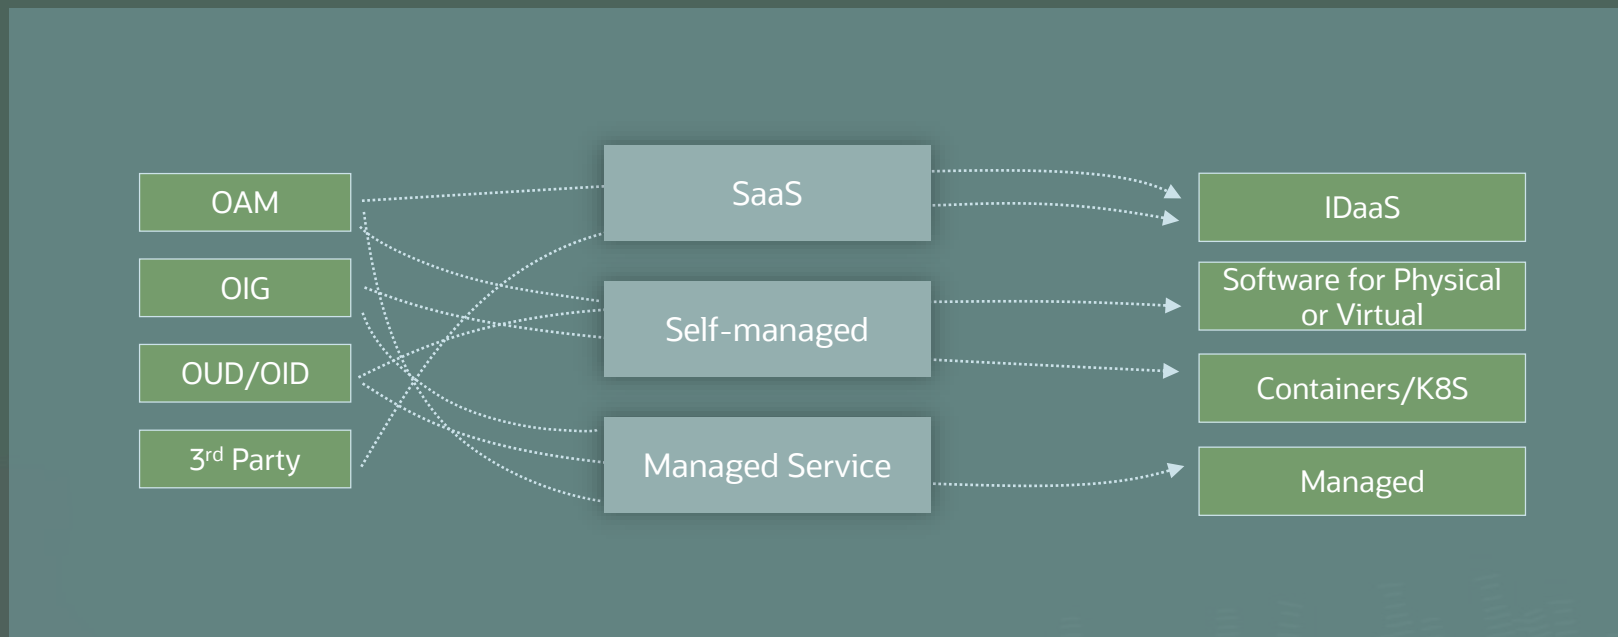 OAM
OIG
OUD/OID
3rd Party
SaaS
Self-managed
Managed Service
IDaaS
Software for Physical
or Virtual
Containers/K8S
Managed